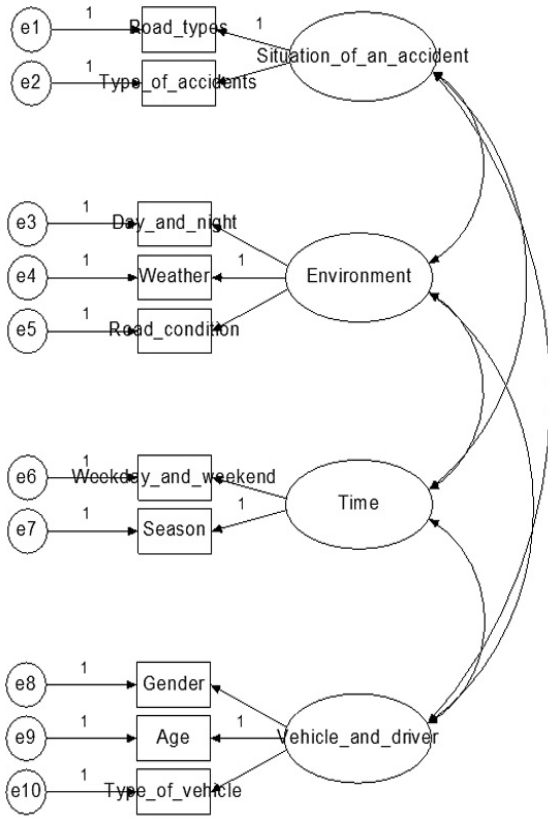 e1 1 Road_types 1 Situation_of_an_accident
e2 1 Type_of_accidents
e3 1 Day_and_night
e4 1 Weather 1 Environment
e5 1 Road_condition
e6 1 Weekday_and_weekend
e7 1 Season 1 Time
e8 1 Gender
e9 1 Age 1 Vehicle_and_driver
e10 1 Type_of_vehicle